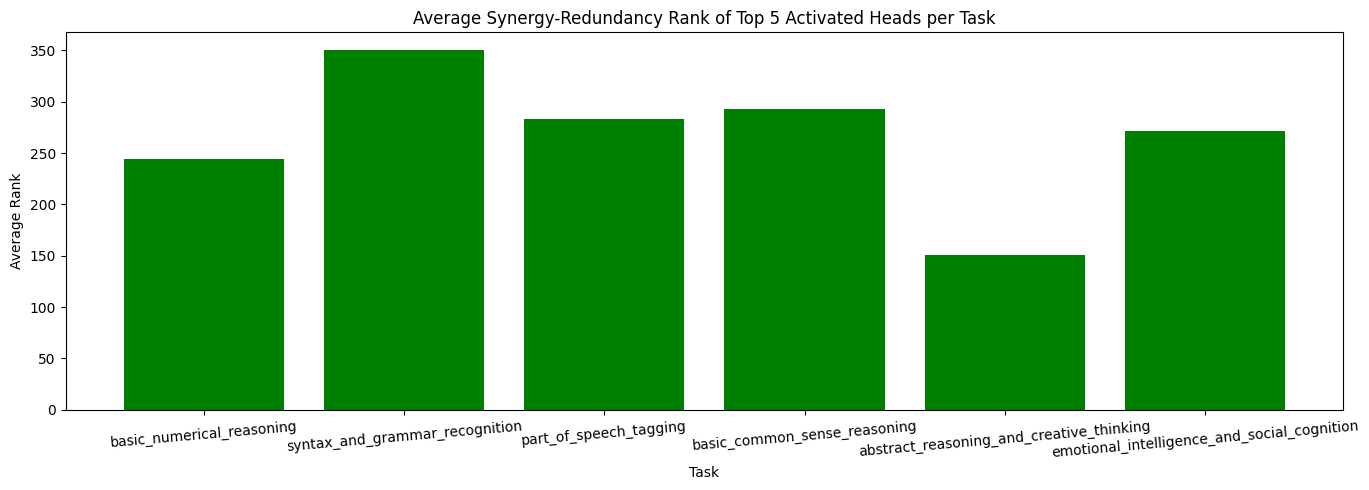 Average Synergy-Redundancy Rank of Top 5 Activated Heads per Task
Average Rank
350
300
250
200
150
100
50
0
basic_numerical_reasoning
syntax_and_grammar_recognition
part_of_speech_tagging
basic_common_sense_reasoning
abstract_reasoning_and_creative_thinking
emotional_intelligence_and_social_cognition
Task